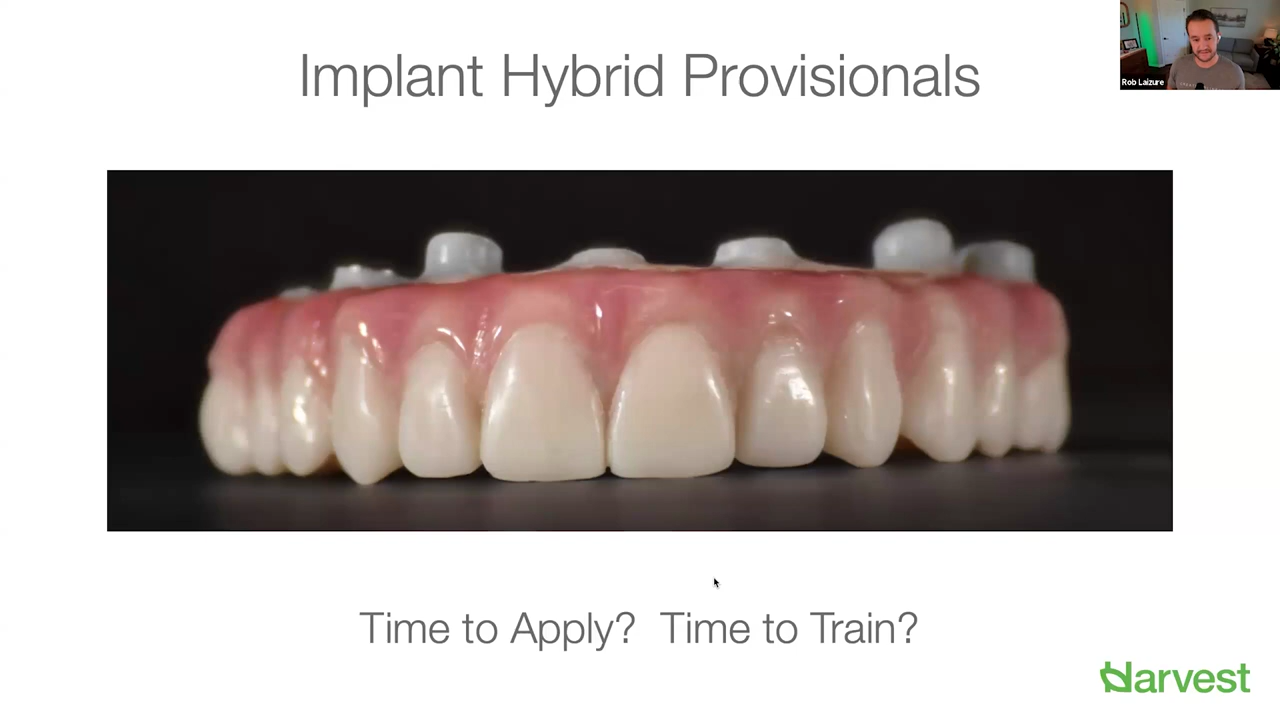 Implant Hybrid Provisionals
Rob Laizure
Time to Apply?  Time to Train?
Harvest